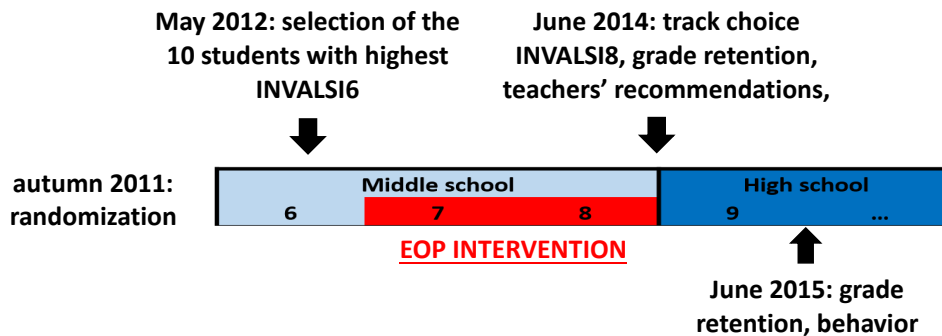 May 2012: selection of the
10 students with highest
INVALSI6
June 2014: track choice
INVALSI8, grade retention,
teachers' recommendations,
autumn 2011:
randomization
Middle school
High school
6
7
8
9
...
EOP INTERVENTION
June 2015: grade
retention, behavior